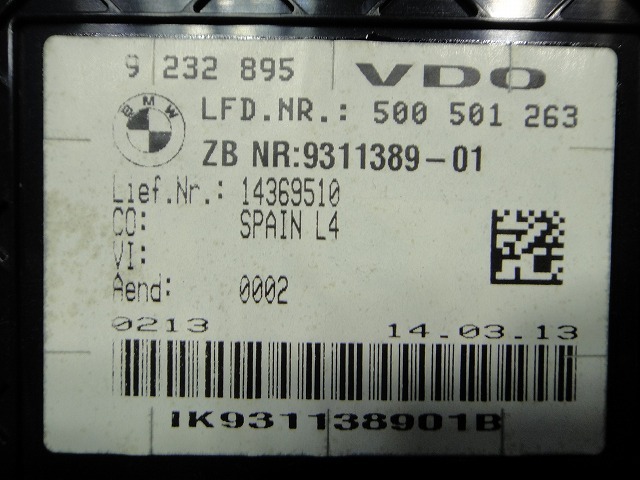 9 232 895 VDO
BMW
LFD.NR.: 500 501 263
ZB NR:9311389-01
Lief.Nr.: 14369510
CO: SPAIN L4
VI:
Aend: 0002
0213 14.03.13
IK931138901B